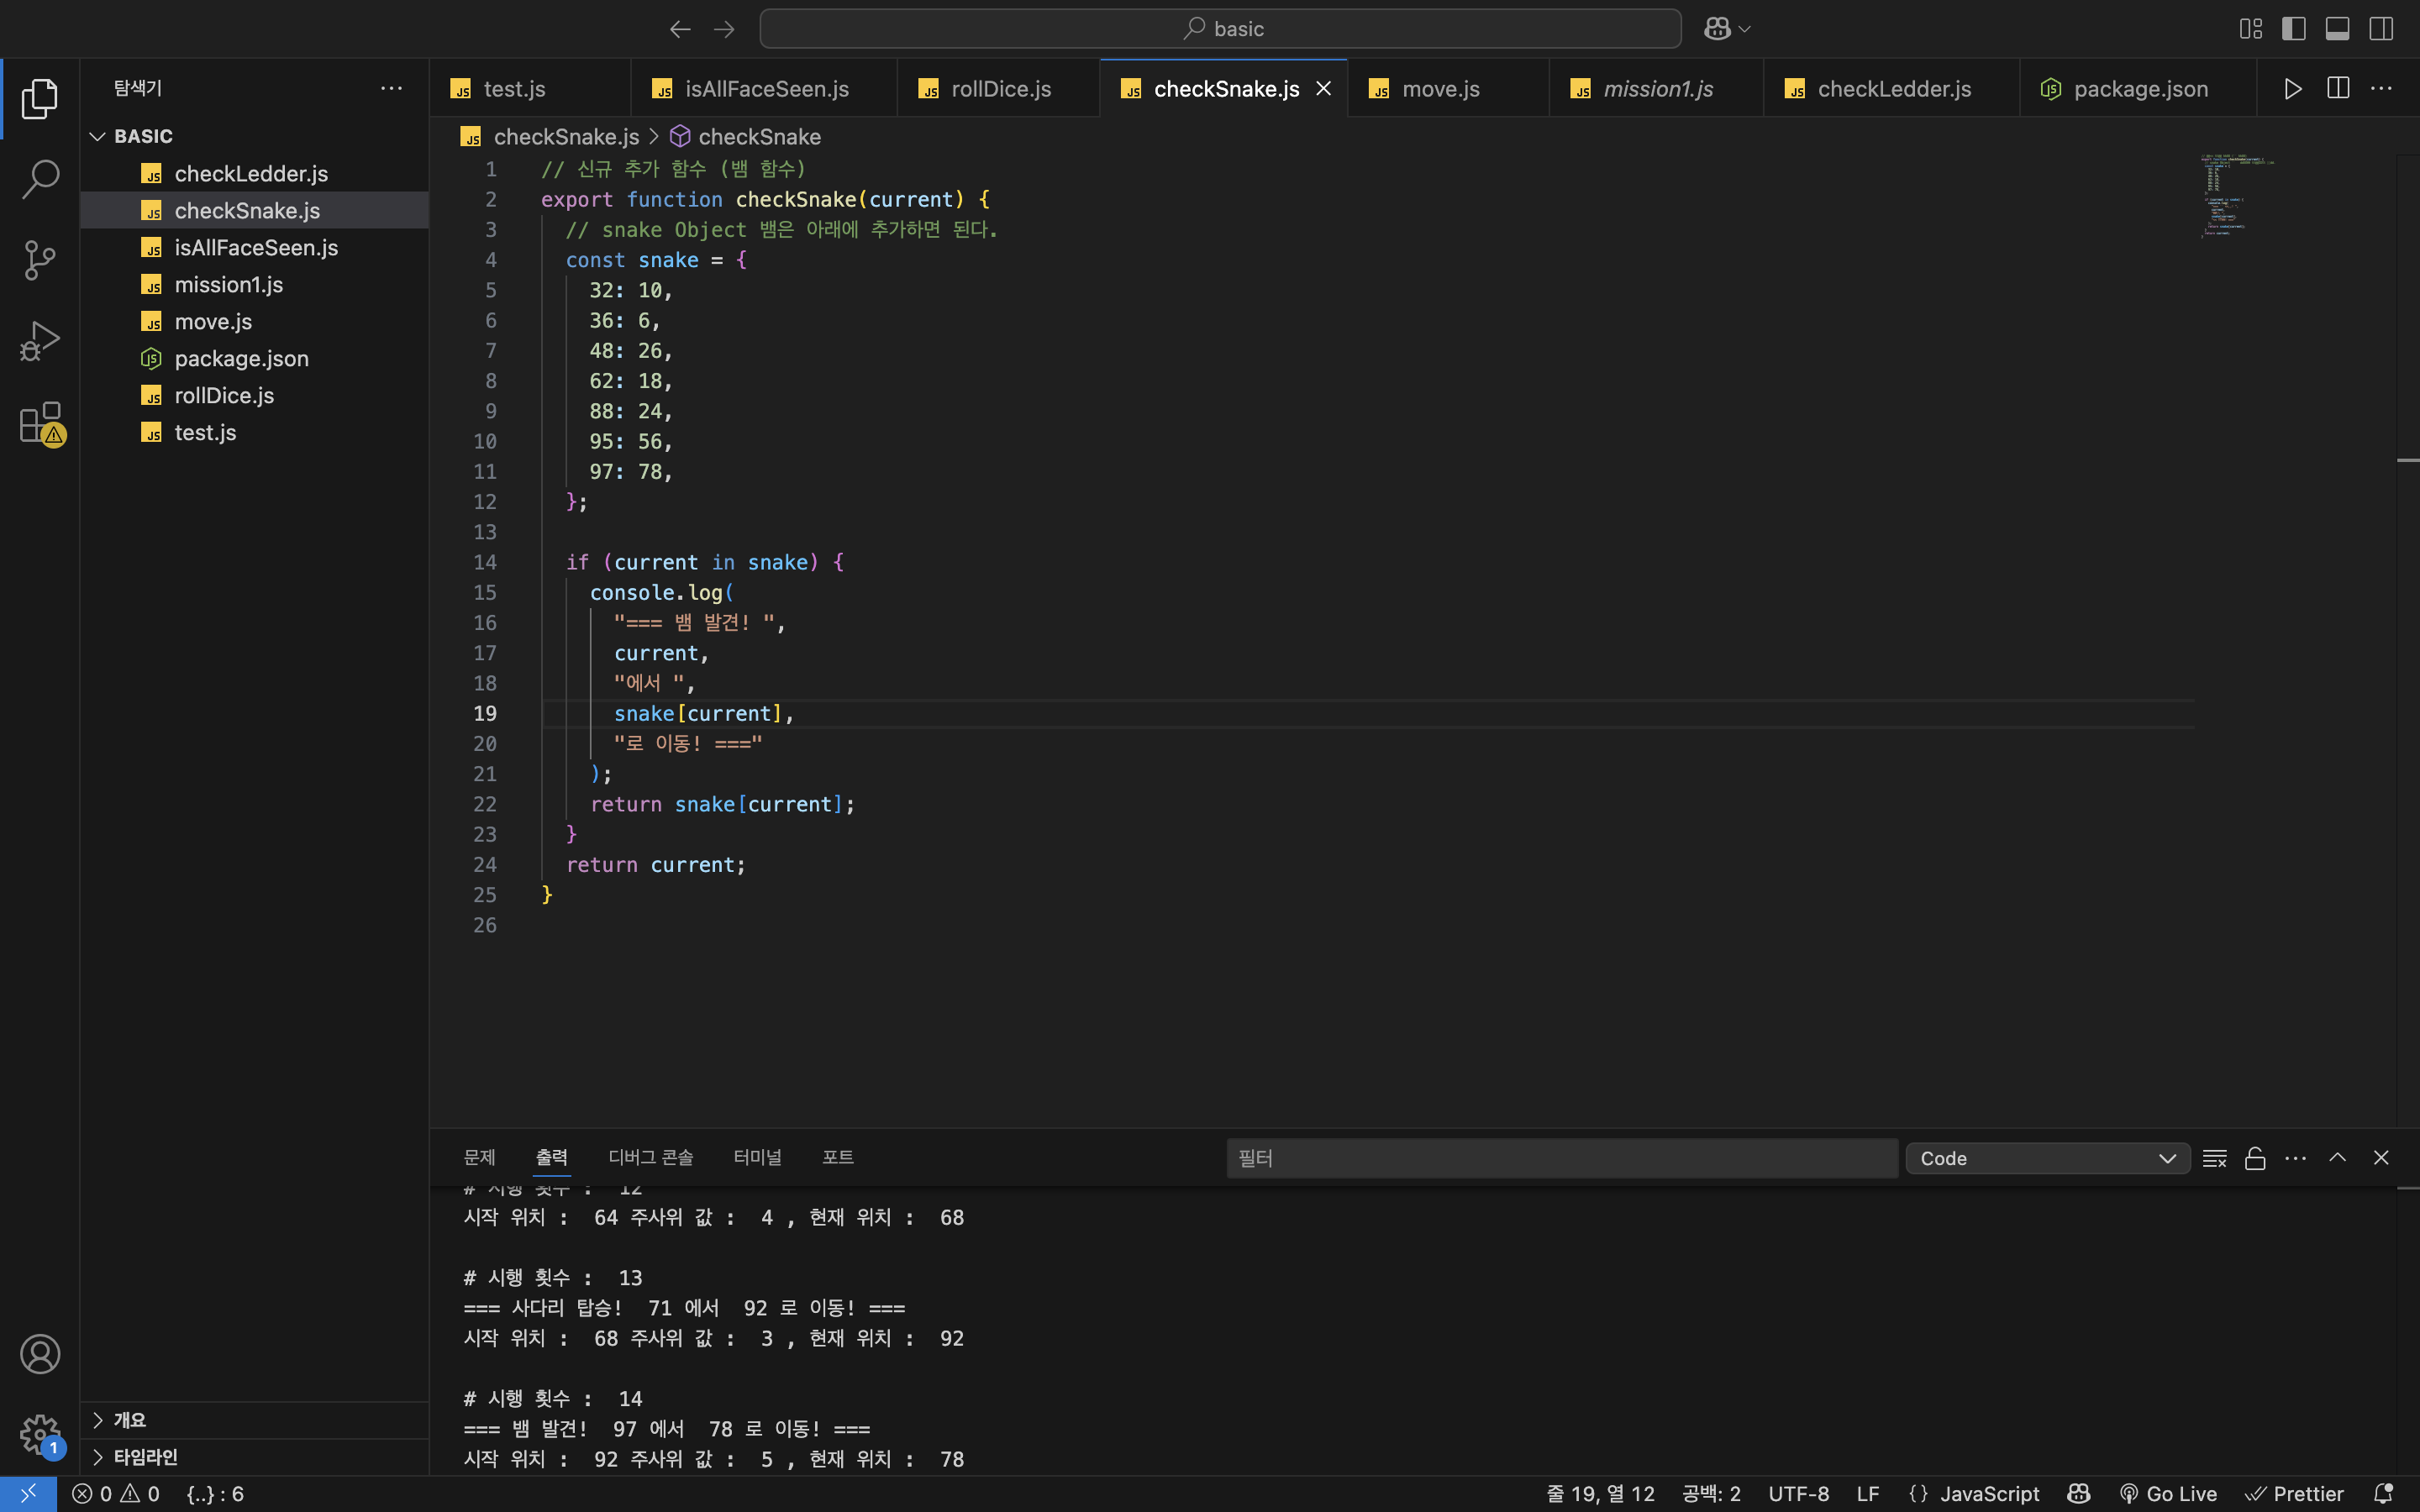 basic
탐색기
BASIC
checkLedder.js
checkSnake.js
isAllFaceSeen.js
mission1.js
move.js
package.json
rollDice.js
test.js
개요
타임라인
test.js isAllFaceSeen.js rollDice.js checkSnake.js move.js mission1.js checkLedder.js package.json
checkSnake.js > checkSnake
1 // 신규 추가 함수 (뱀 함수)
2 export function checkSnake(current) {
3 // snake Object 뱀은 아래에 추가하면 된다.
4 const snake = {
5 32: 10,
6 36: 6,
7 48: 26,
8 62: 18,
9 88: 24,
10 95: 56,
11 97: 78,
12 };
13
14 if (current in snake) {
15 console.log(
16 "=== 뱀 발견! ",
17 current,
18 "에서 ",
19 snake[current],
20 "로 이동! ==="
21 );
22 return snake[current];
23 }
24 return current;
25 }
26
문제 출력 디버그 콘솔 터미널 포트 필터 Code
# 시행 횟수 : 12
시작 위치 : 64 주사위 값 : 4 , 현재 위치 : 68
# 시행 횟수 : 13
=== 사다리 탑승! 71 에서 92 로 이동! ===
시작 위치 : 68 주사위 값 : 3 , 현재 위치 : 92
# 시행 횟수 : 14
=== 뱀 발견! 97 에서 78 로 이동! ===
시작 위치 : 92 주사위 값 : 5 , 현재 위치 : 78
1
0 0 {..} : 6 줄 19, 열 12 공백: 2 UTF-8 LF {} JavaScript Go Live Prettier